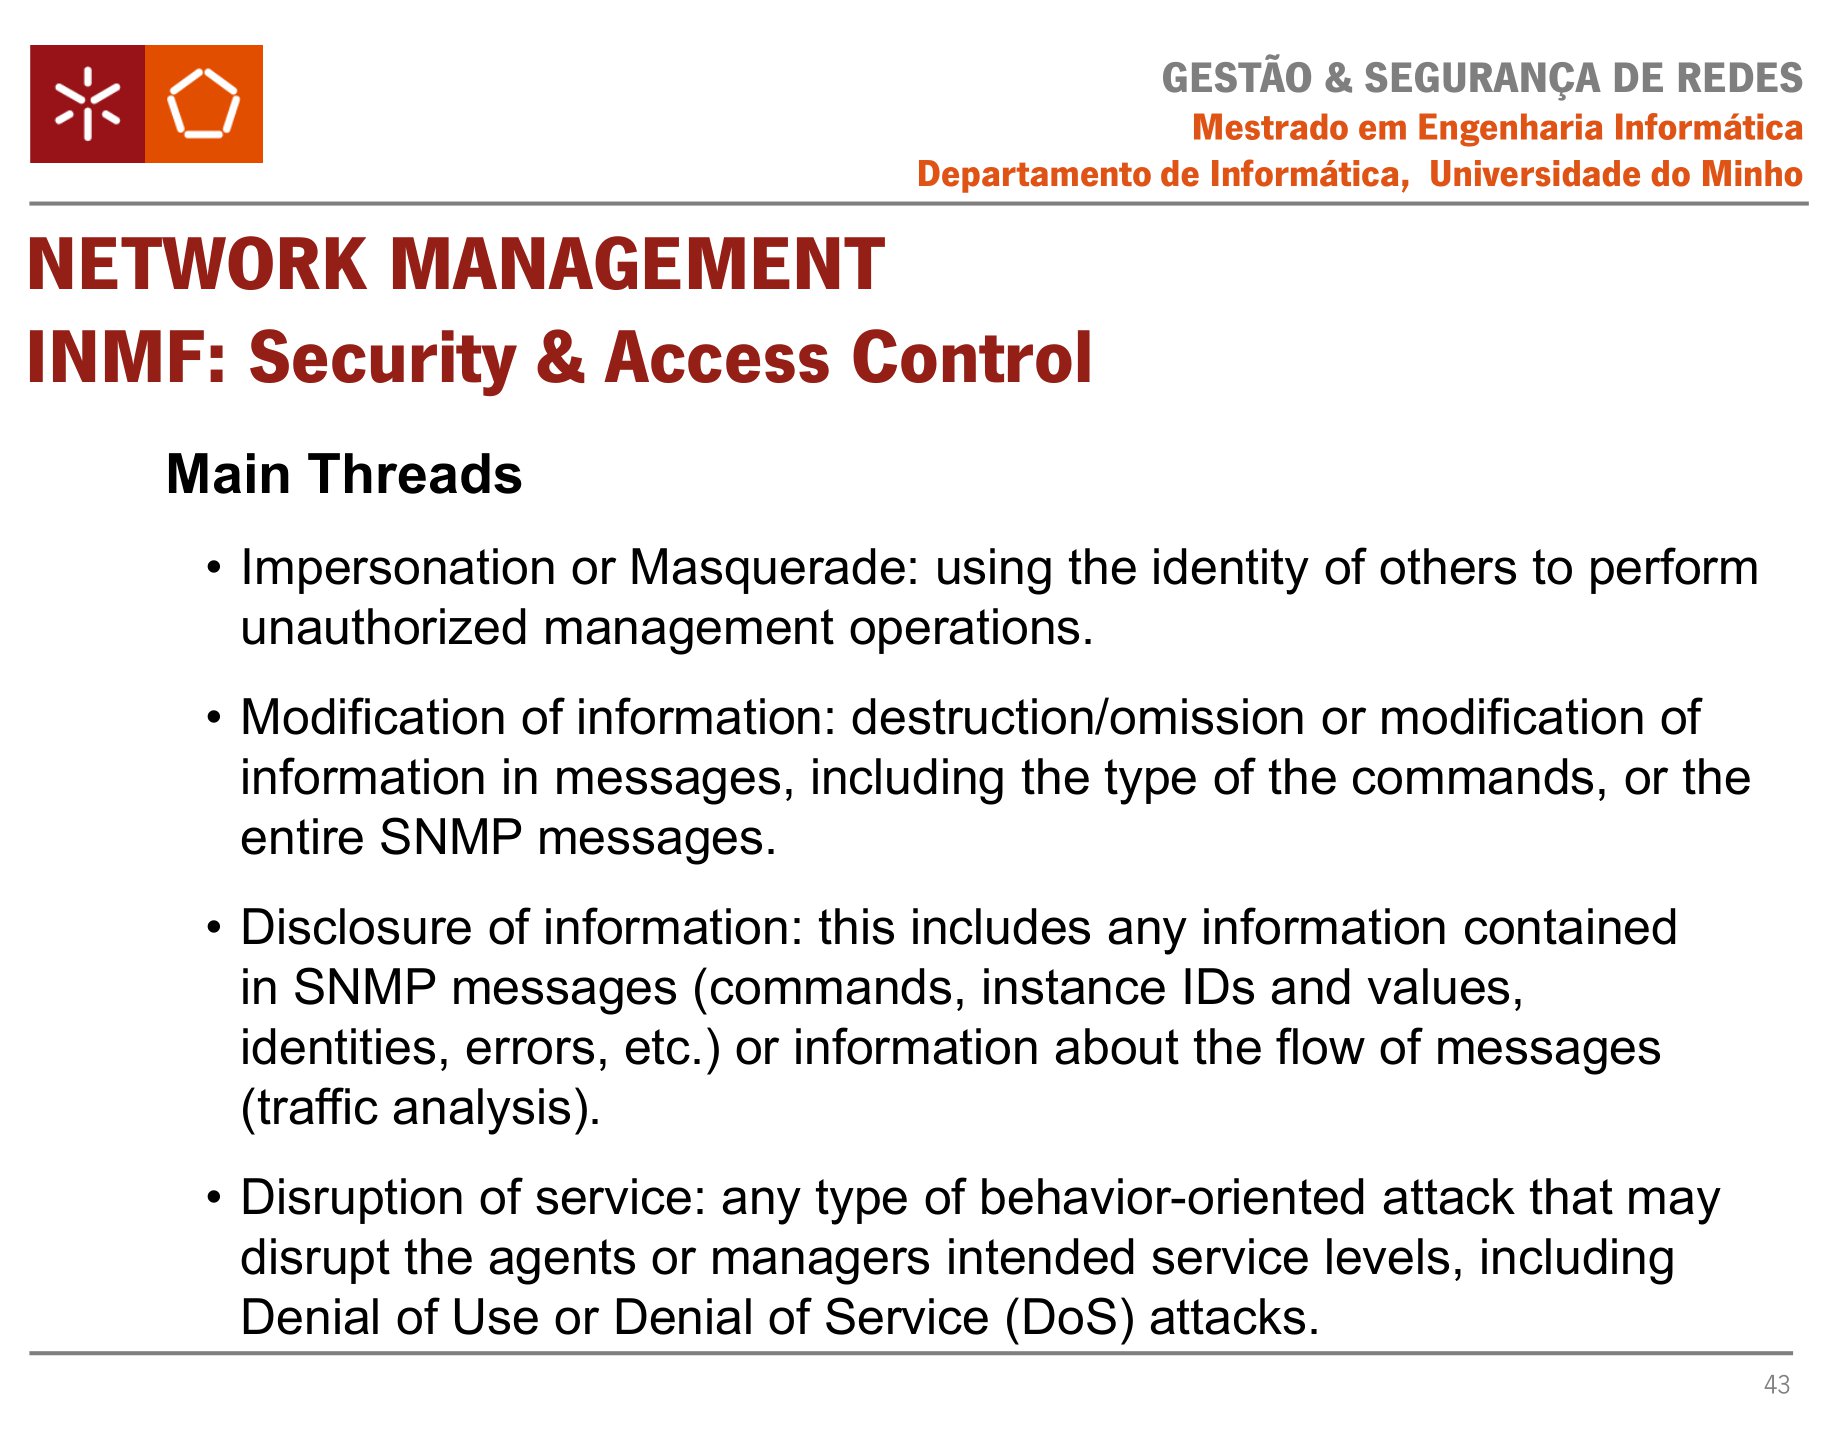 GESTÃO & SEGURANÇA DE REDES
Mestrado em Engenharia Informática
Departamento de Informática, Universidade do Minho
NETWORK MANAGEMENT
INMF: Security & Access Control
Main Threads
• Impersonation or Masquerade: using the identity of others to perform
unauthorized management operations.
• Modification of information: destruction/omission or modification of
information in messages, including the type of the commands, or the
entire SNMP messages.
• Disclosure of information: this includes any information contained
in SNMP messages (commands, instance IDs and values,
identities, errors, etc.) or information about the flow of messages
(traffic analysis).
• Disruption of service: any type of behavior-oriented attack that may
disrupt the agents or managers intended service levels, including
Denial of Use or Denial of Service (DoS) attacks.
43